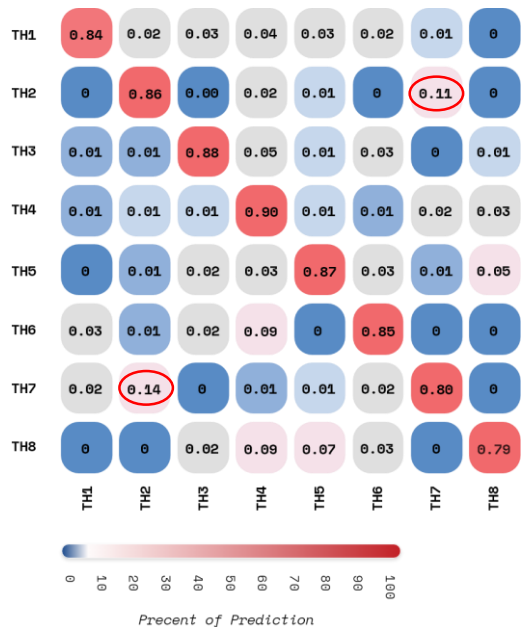 TH1 0.84 0.02 0.03 0.04 0.03 0.02 0.01 0
TH2 0 0.86 0.00 0.02 0.01 0 0.11 0
TH3 0.01 0.01 0.88 0.05 0.01 0.03 0 0.01
TH4 0.01 0.01 0.01 0.90 0.01 0.01 0.02 0.03
TH5 0 0.01 0.02 0.03 0.87 0.03 0.01 0.05
TH6 0.03 0.01 0.02 0.09 0 0.85 0 0
TH7 0.02 0.14 0 0.01 0.01 0.02 0.80 0
TH8 0 0 0.02 0.09 0.07 0.03 0 0.79
TH1 TH2 TH3 TH4 TH5 TH6 TH7 TH8
0 10 20 30 40 50 60 70 80 90 100
Precent of Prediction